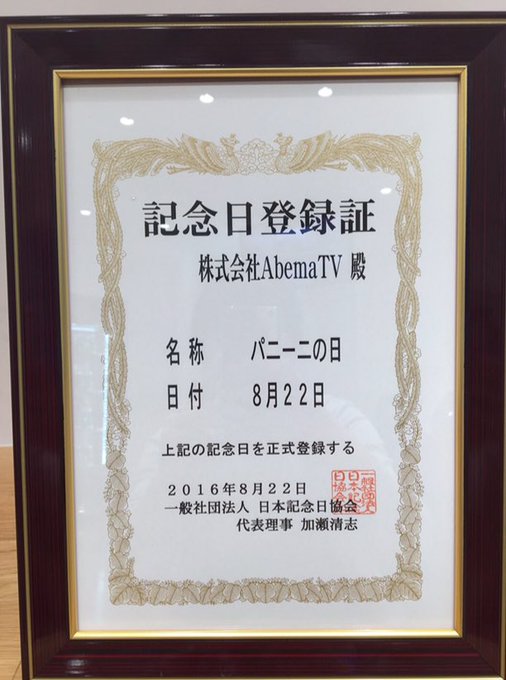 記念日登録証
株式会社AbemaTV 殿
名称 パニーニの日
日付 8月22日
上記の記念日を正式登録する
2016年8月22日
一般社団法人 日本記念日協会
代表理事 加瀬清志